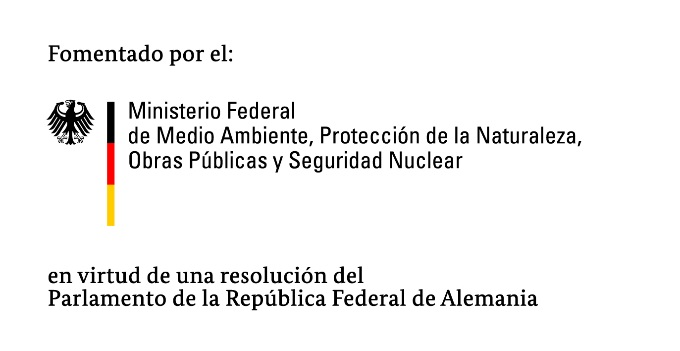 Fomentado por el:
Ministerio Federal
de Medio Ambiente, Protección de la Naturaleza,
Obras Públicas y Seguridad Nuclear
en virtud de una resolución del
Parlamento de la República Federal de Alemania